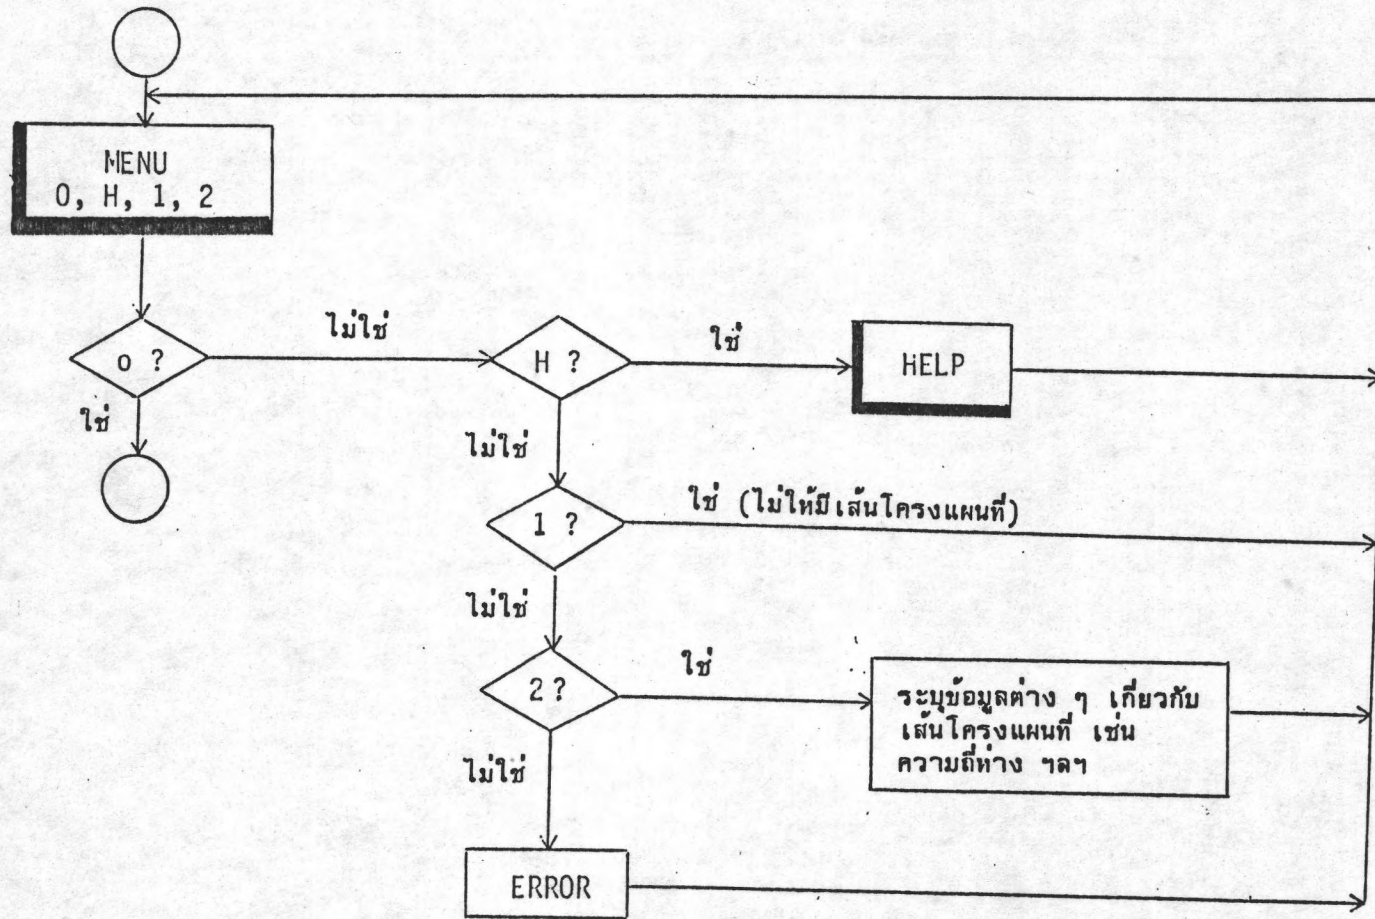 MENU
0, H, 1, 2
o ?
ไม่ใช่
H ?
ใช่
HELP
ใช่
ไม่ใช่
1 ?
ใช่ (ไม่ให้มีเส้นโครงแผนที่)
ไม่ใช่
2 ?
ใช่
ระบุข้อมูลต่าง ๆ เกี่ยวกับ
เส้นโครงแผนที่ เช่น
ความถี่ห่าง ฯลฯ
ไม่ใช่
ERROR